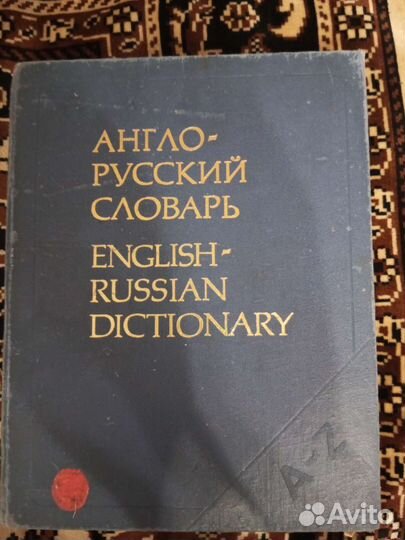 АНГЛО-
РУССКИЙ
СЛОВАРЬ
ENGLISH-
RUSSIAN
DICTIONARY
A-Z
Avito